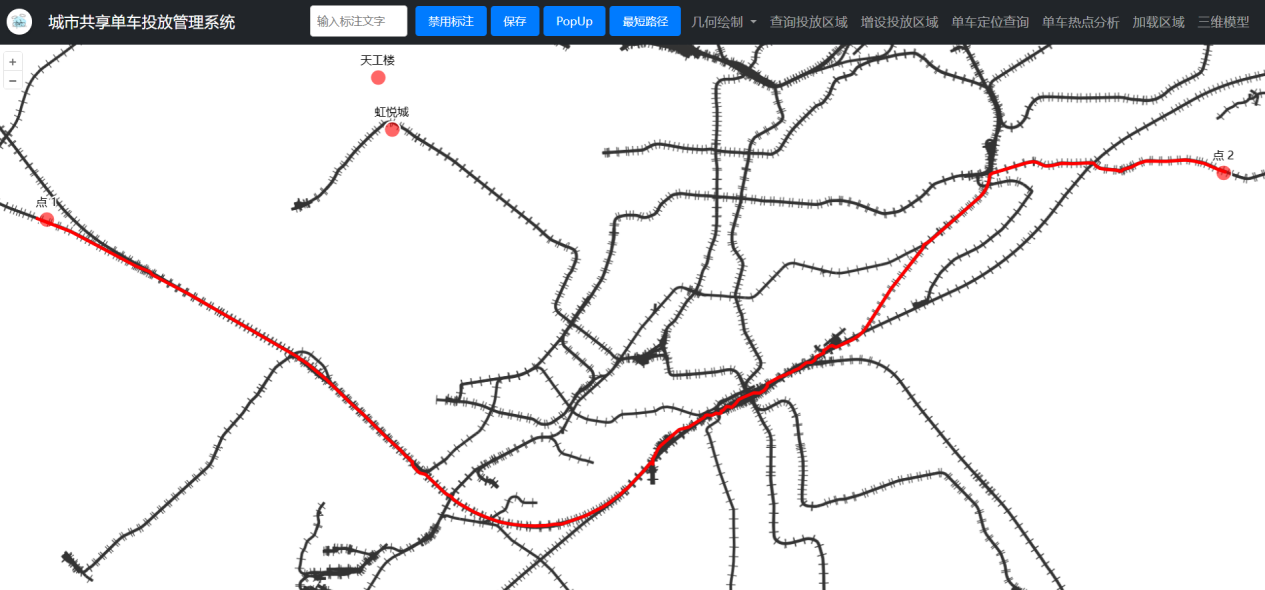 城市共享单车投放管理系统
输入标注文字
禁用标注
保存
PopUp
最短路径
几何绘制
查询投放区域
增设投放区域
单车定位查询
单车热点分析
加载区域
三维模型
+
−
天工楼
虹悦城
点 2
点 1